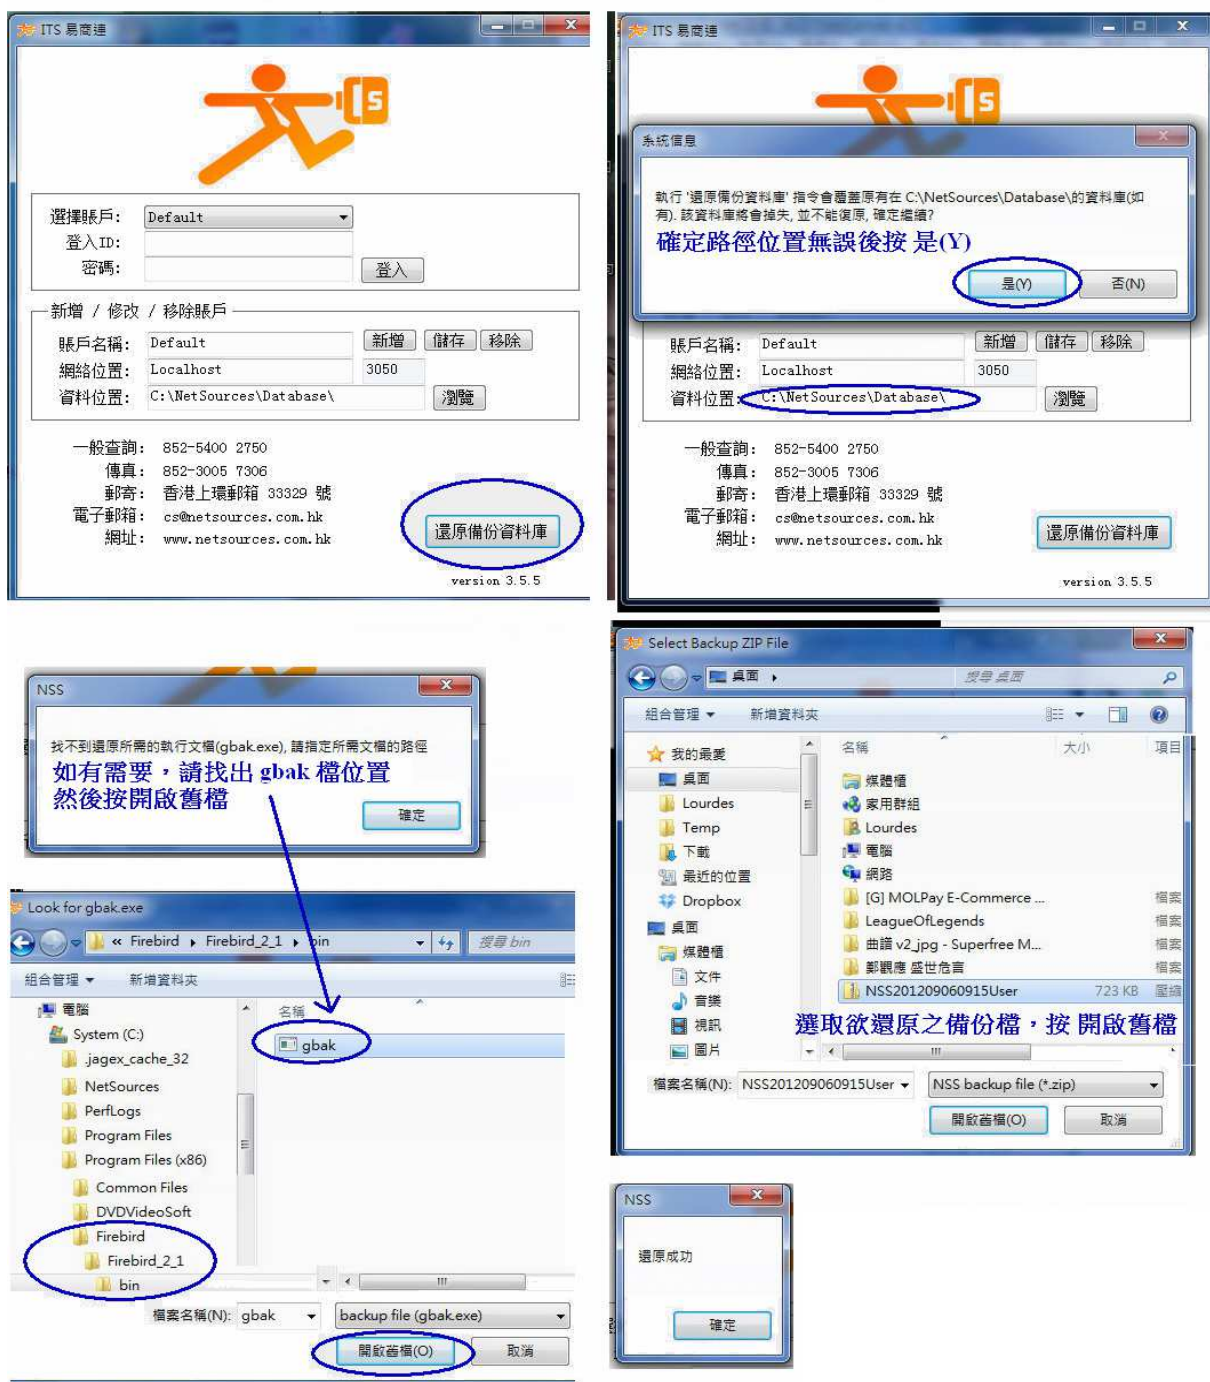 ITS 易商連
S
選擇賬戶: Default
登入ID:
密碼: 登入
新增 / 修改 / 移除賬戶
賬戶名稱: Default 新增 儲存 移除
網絡位置: Localhost 3050
資料位置: C:\NetSources\Database\ 瀏覽
一般查詢: 852-5400 2750
傳真: 852-3005 7306
郵寄: 香港上環郵箱 33329 號
電子郵箱: cs@netsources.com.hk
網址: www.netsources.com.hk
還原備份資料庫
version 3.5.5
ITS 易商連
S
系統信息
執行 '還原備份資料庫' 指令會覆蓋原有在 C:\NetSources\Database\的資料庫(如
有). 該資料庫將會掉失, 並不能復原, 確定繼續?
確定路徑位置無誤後按 是(Y)
是(Y) 否(N)
賬戶名稱: Default 新增 儲存 移除
網絡位置: Localhost 3050
資料位置: C:\NetSources\Database\ 瀏覽
一般查詢: 852-5400 2750
傳真: 852-3005 7306
郵寄: 香港上環郵箱 33329 號
電子郵箱: cs@netsources.com.hk
網址: www.netsources.com.hk
還原備份資料庫
version 3.5.5
NSS
找不到還原所需的執行文檔(gbak.exe), 請指定所需文檔的路徑
如有需要，請找出 gbak 檔位置
然後按開啟舊檔
確定
Look for gbak.exe
« Firebird Firebird_2_1 bin 搜尋 bin
組合管理 新增資料夾
電腦
System (C:)
.jagex_cache_32
NetSources
PerfLogs
Program Files
Program Files (x86)
Common Files
DVDVideoSoft
Firebird
Firebird_2_1
bin
名稱
gbak
檔案名稱(N): gbak backup file (gbak.exe)
開啟舊檔(O) 取消
Select Backup ZIP File
桌面 搜尋 桌面
組合管理 新增資料夾
我的最愛
桌面
Lourdes
Temp
下載
最近的位置
Dropbox
桌面
媒體櫃
文件
音樂
視訊
圖片
名稱 大小 項目
媒體櫃
家用群組
Lourdes
電腦
網路
[G] MOLPay E-Commerce ... 檔案
LeagueOfLegends 檔案
曲譜 v2_jpg - Superfree M... 檔案
鄭觀應 盛世危言 檔案
NSS201209060915User 723 KB 壓縮
選取欲還原之備份檔，按 開啟舊檔
檔案名稱(N): NSS201209060915User NSS backup file (*.zip)
開啟舊檔(O) 取消
NSS
還原成功
確定